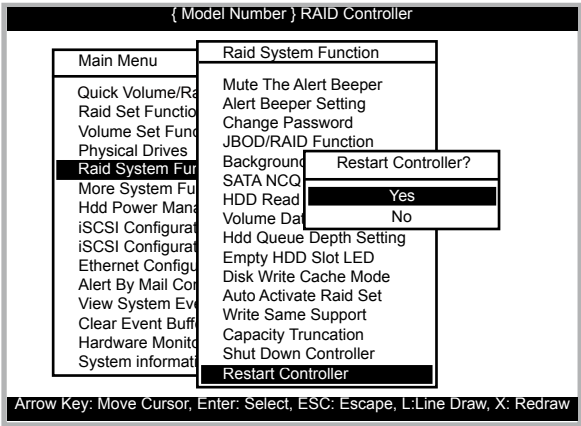 { Model Number } RAID Controller
Main Menu
Quick Volume/Ra
Raid Set Functio
Volume Set Func
Physical Drives
Raid System Fun
More System Fu
Hdd Power Mana
iSCSI Configurat
iSCSI Configurat
Ethernet Configu
Alert By Mail Con
View System Eve
Clear Event Buff
Hardware Monito
System informati
Raid System Function
Mute The Alert Beeper
Alert Beeper Setting
Change Password
JBOD/RAID Function
Background
SATA NCQ
HDD Read
Volume Dat
Hdd Queue Depth Setting
Empty HDD Slot LED
Disk Write Cache Mode
Auto Activate Raid Set
Write Same Support
Capacity Truncation
Shut Down Controller
Restart Controller
Restart Controller?
Yes
No
Arrow Key: Move Cursor, Enter: Select, ESC: Escape, L:Line Draw, X: Redraw